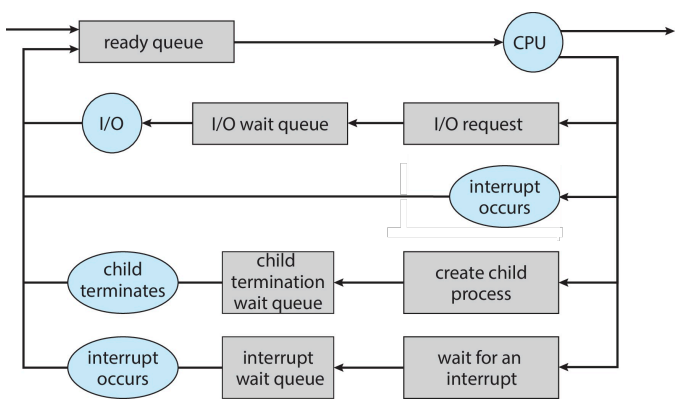 ready queue
CPU
I/O
I/O wait queue
I/O request
interrupt
occurs
child
terminates
child
termination
wait queue
create child
process
interrupt
occurs
interrupt
wait queue
wait for an
interrupt